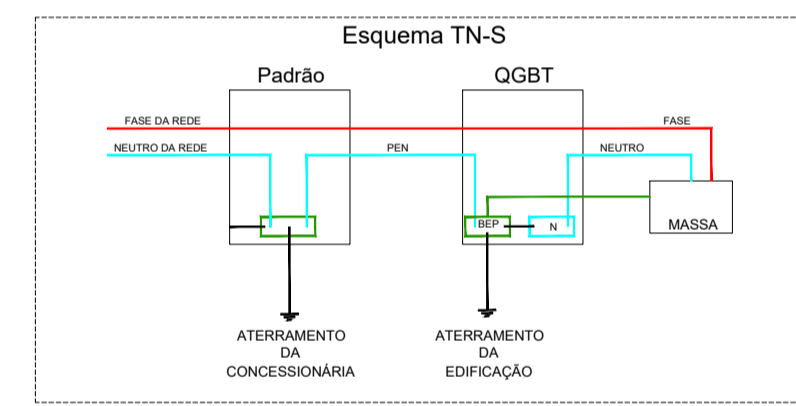 Esquema TN-S
Padrão
QGBT
FASE DA REDE
FASE
NEUTRO DA REDE
PEN
NEUTRO
BEP
N
MASSA
ATERRAMENTO
DA
CONCESSIONÁRIA
ATERRAMENTO
DA
EDIFICAÇÃO